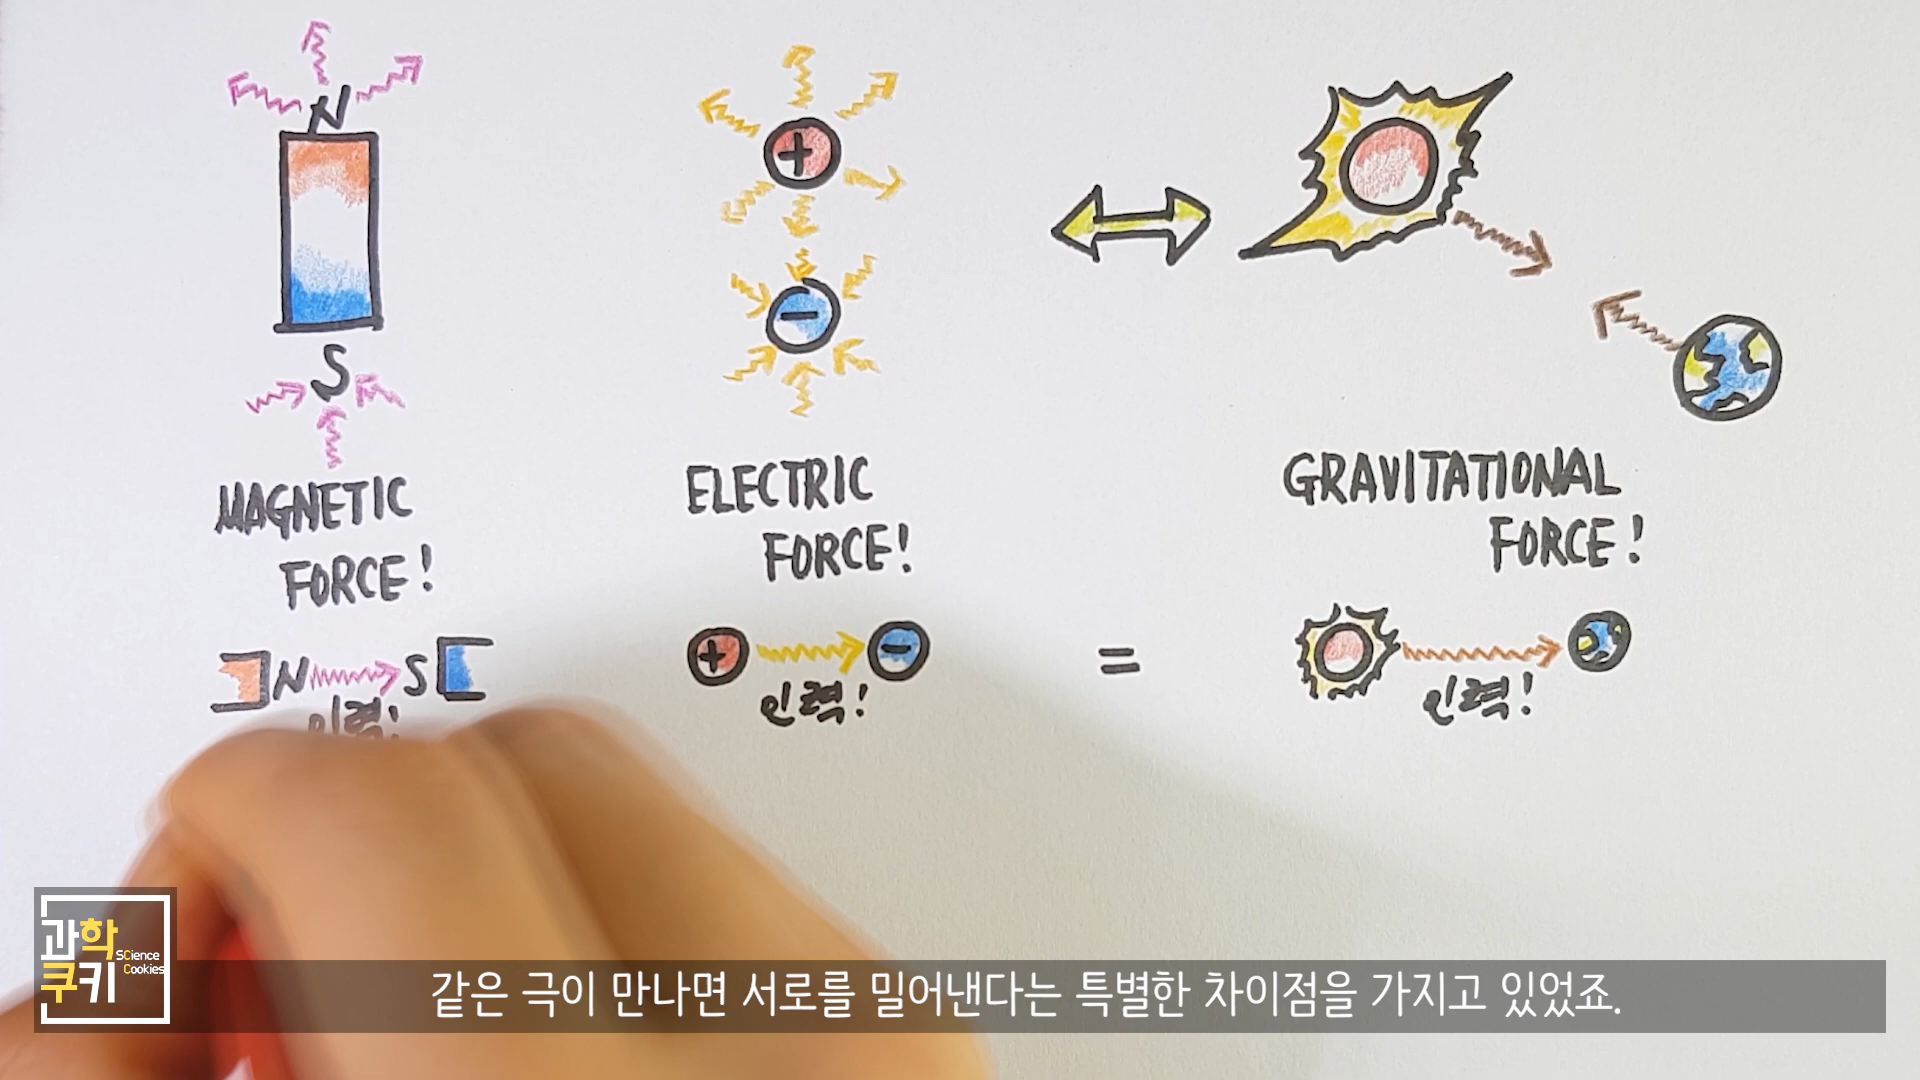 N
S
MAGNETIC
FORCE!
+
-
ELECTRIC
FORCE!
GRAVITATIONAL
FORCE!
N S
인력!
+ -
인력!
=
인력!
과학
쿠키
Science
Cookies
같은 극이 만나면 서로를 밀어낸다는 특별한 차이점을 가지고 있었죠.